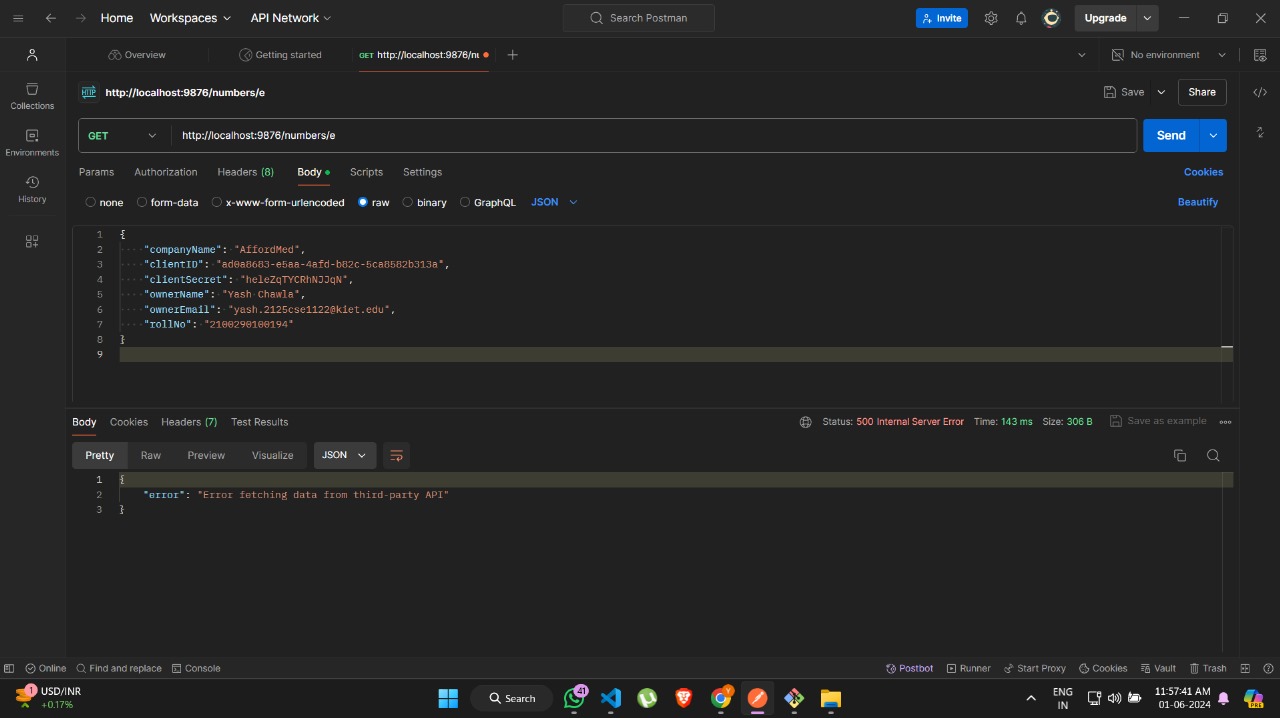 Home Workspaces API Network Search Postman Invite Upgrade
Overview Getting started GET http://localhost:9876/nu No environment
HTTP http://localhost:9876/numbers/e Save Share
Collections
GET http://localhost:9876/numbers/e Send
Environments
Params Authorization Headers (8) Body Scripts Settings Cookies
History
none form-data x-www-form-urlencoded raw binary GraphQL JSON Beautify
1 {
2 "companyName": "AffordMed",
3 "clientID": "ad0a8683-e5aa-4afd-b82c-5ca8582b313a",
4 "clientSecret": "heleZqTYCRhNJJqN",
5 "ownerName": "Yash Chawla",
6 "ownerEmail": "yash.2125cse1122@kiet.edu",
7 "rollNo": "2100290100194"
8 }
9
Body Cookies Headers (7) Test Results Status: 500 Internal Server Error Time: 143 ms Size: 306 B Save as example
Pretty Raw Preview Visualize JSON
1 {
2 "error": "Error fetching data from third-party API"
3 }
Online Find and replace Console Postbot Runner Start Proxy Cookies Vault Trash
1 USD/INR
+0.17%
Search
41
ENG
IN
11:57:41 AM
01-06-2024
PRE